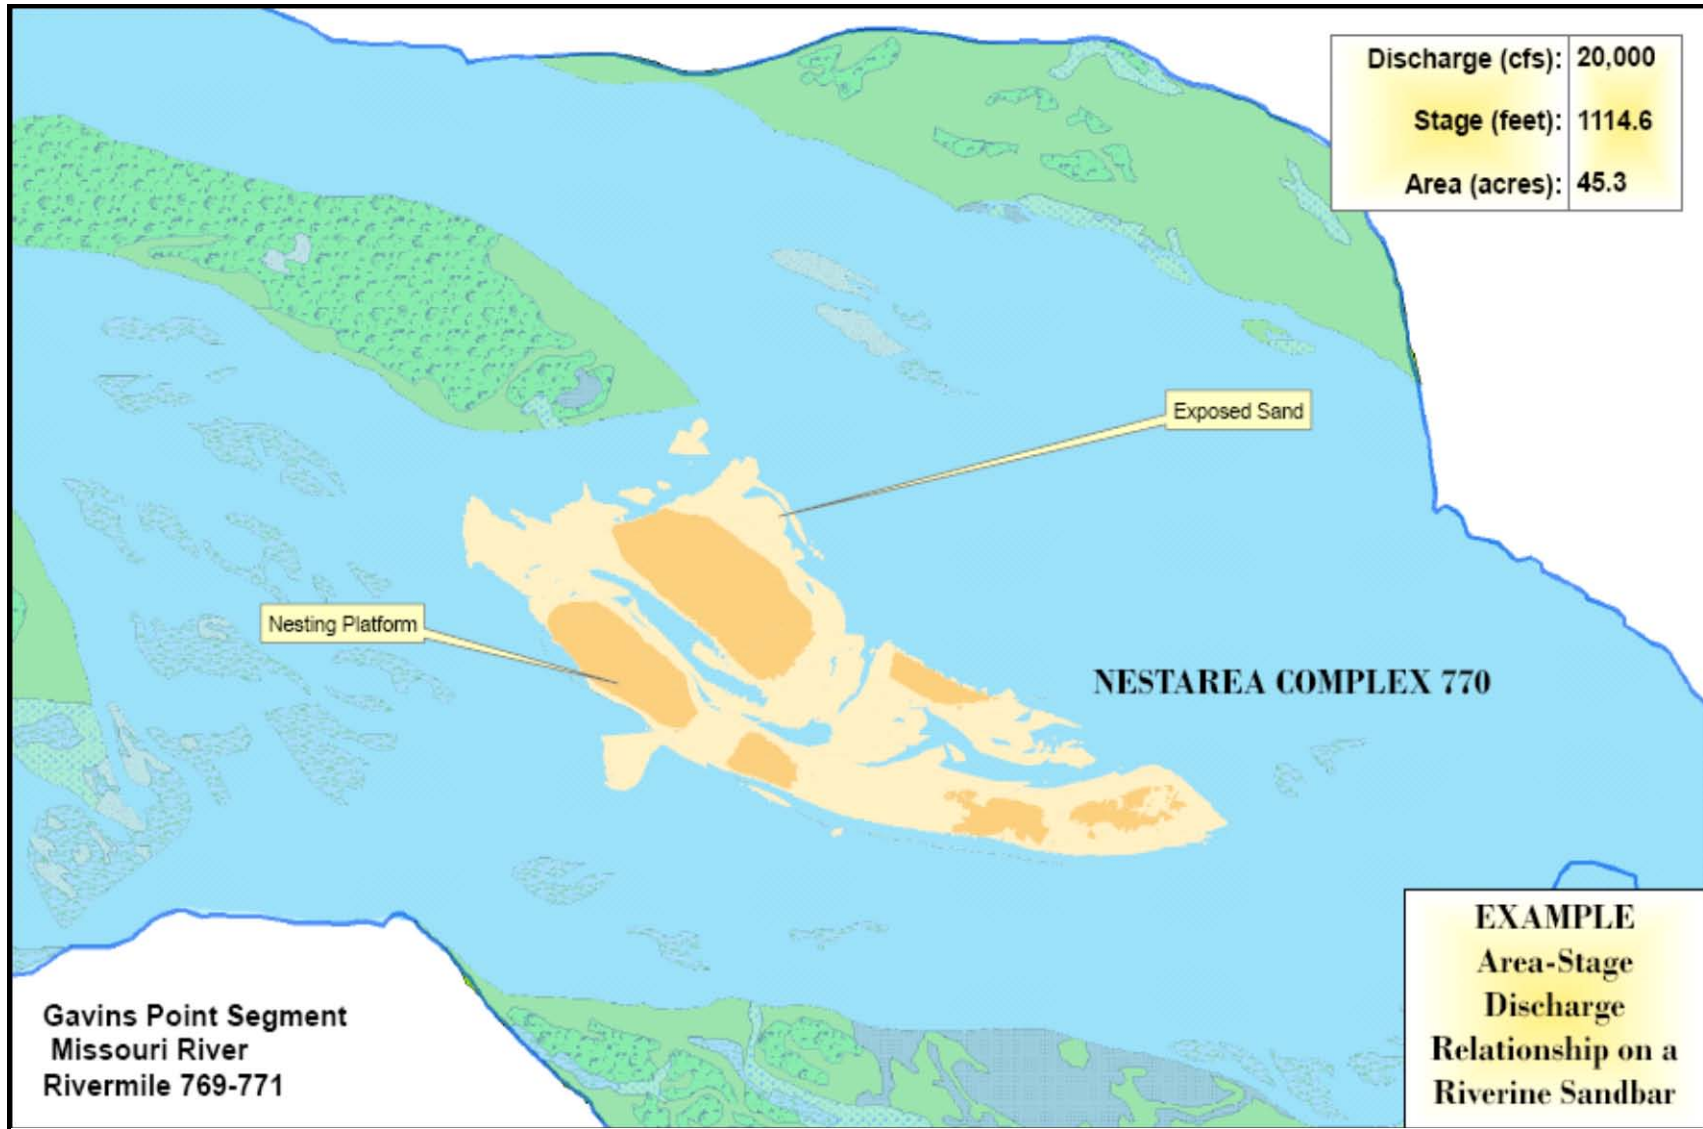 Discharge (cfs): 20,000
Stage (feet): 1114.6
Area (acres): 45.3
Exposed Sand
Nesting Platform
NESTAREA COMPLEX 770
EXAMPLE
Area-Stage
Discharge
Relationship on a
Riverine Sandbar
Gavins Point Segment
Missouri River
Rivermile 769-771